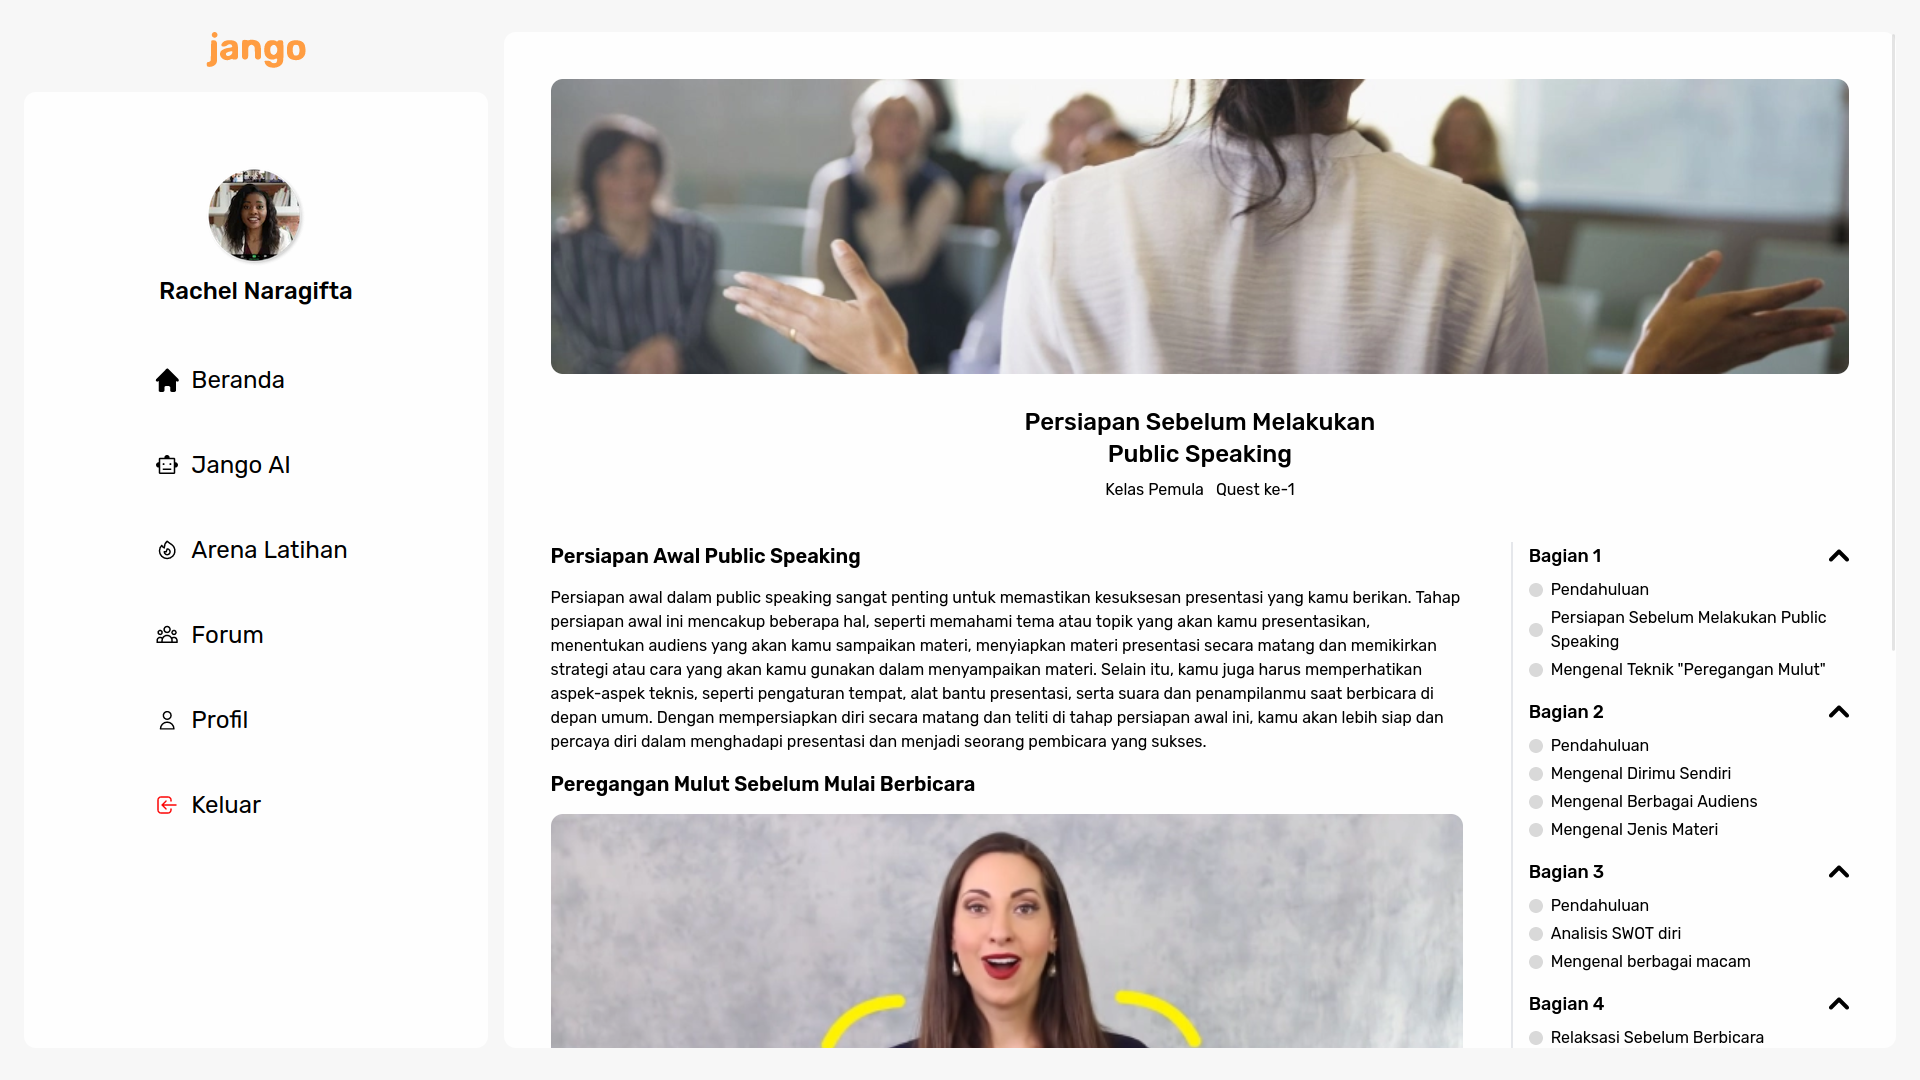 jango
Rachel Naragifta
Beranda
Jango AI
Arena Latihan
Forum
Profil
Keluar
Persiapan Sebelum Melakukan
Public Speaking
Kelas Pemula Quest ke-1
Persiapan Awal Public Speaking
Persiapan awal dalam public speaking sangat penting untuk memastikan kesuksesan presentasi yang kamu berikan. Tahap
persiapan awal ini mencakup beberapa hal, seperti memahami tema atau topik yang akan kamu presentasikan,
menentukan audiens yang akan kamu sampaikan materi, menyiapkan materi presentasi secara matang dan memikirkan
strategi atau cara yang akan kamu gunakan dalam menyampaikan materi. Selain itu, kamu juga harus memperhatikan
aspek-aspek teknis, seperti pengaturan tempat, alat bantu presentasi, serta suara dan penampilanmu saat berbicara di
depan umum. Dengan mempersiapkan diri secara matang dan teliti di tahap persiapan awal ini, kamu akan lebih siap dan
percaya diri dalam menghadapi presentasi dan menjadi seorang pembicara yang sukses.
Peregangan Mulut Sebelum Mulai Berbicara
Bagian 1
Pendahuluan
Persiapan Sebelum Melakukan Public
Speaking
Mengenal Teknik "Peregangan Mulut"
Bagian 2
Pendahuluan
Mengenal Dirimu Sendiri
Mengenal Berbagai Audiens
Mengenal Jenis Materi
Bagian 3
Pendahuluan
Analisis SWOT diri
Mengenal berbagai macam
Bagian 4
Relaksasi Sebelum Berbicara